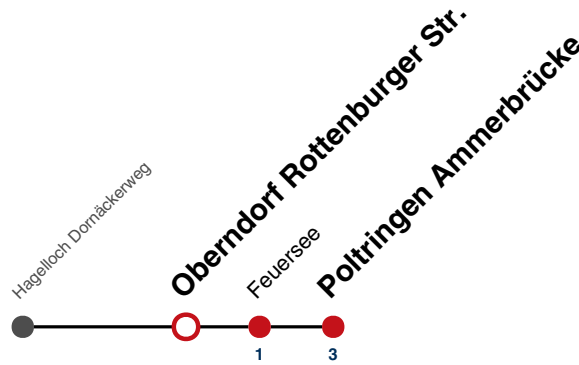 Hagelloch Dornäckerweg
Oberndorf Rottenburger Str.
Feuersee
Poltringen Ammerbrücke
1
3